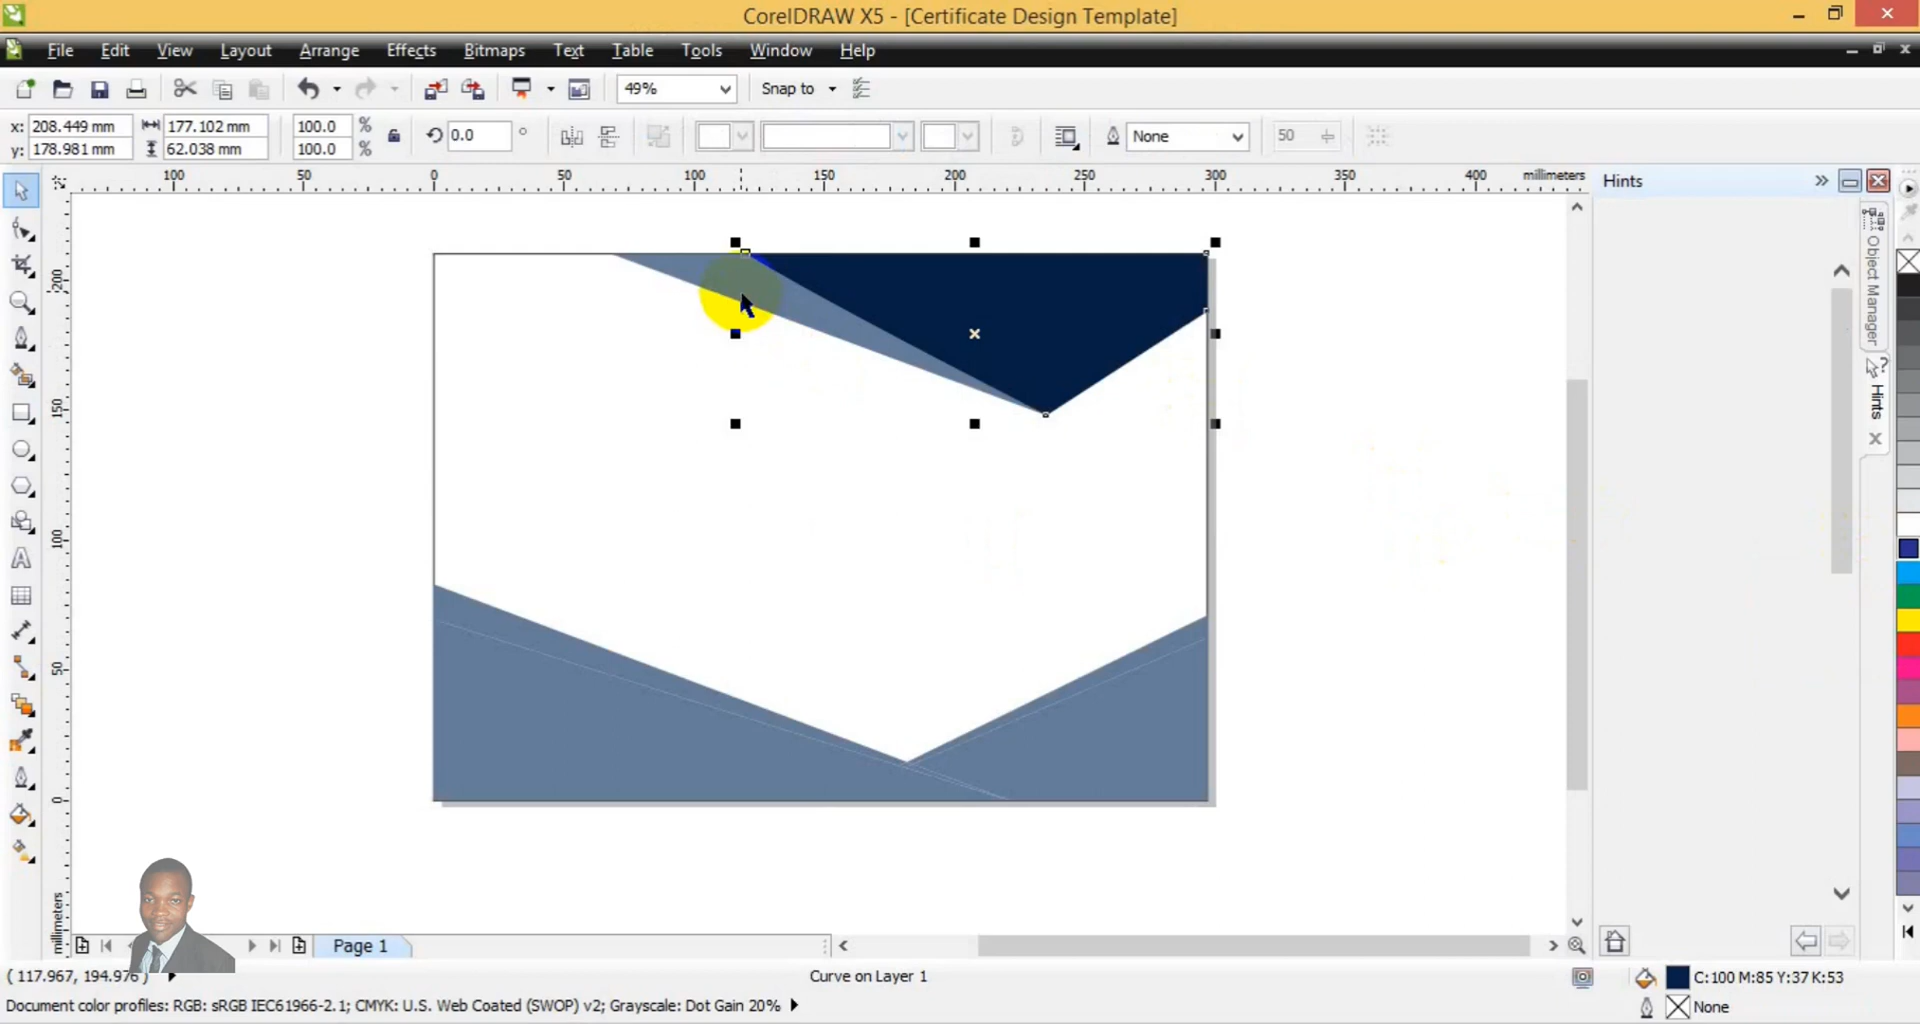 CorelDRAW X5 - [Certificate Design Template]
File Edit View Layout Arrange Effects Bitmaps Text Table Tools Window Help
49% Snap to
x: 208.449 mm 177.102 mm 100.0 % 0.0 ° None 50
y: 178.981 mm 62.038 mm 100.0 %
100 50 0 50 100 150 200 250 300 350 400 millimeters
Hints
Object Manager
Hints
200
150
100
50
0
millimeters
Page 1
( 117.967, 194.976 ) Curve on Layer 1 C:100 M:85 Y:37 K:53
Document color profiles: RGB: sRGB IEC61966-2.1; CMYK: U.S. Web Coated (SWOP) v2; Grayscale: Dot Gain 20% None